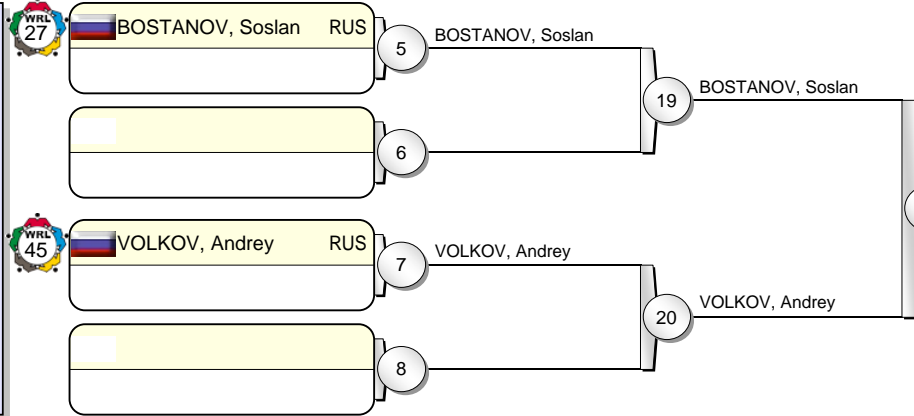 WRL
27
BOSTANOV, Soslan RUS
5
BOSTANOV, Soslan
19
BOSTANOV, Soslan
6
WRL
45
VOLKOV, Andrey RUS
7
VOLKOV, Andrey
20
VOLKOV, Andrey
8